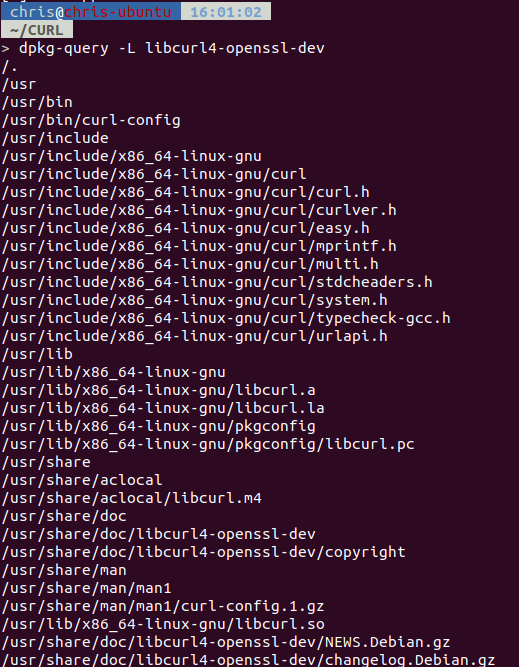 chris@chris-ubuntu 16:01:02
~/CURL
> dpkg-query -L libcurl4-openssl-dev
/.
/usr
/usr/bin
/usr/bin/curl-config
/usr/include
/usr/include/x86_64-linux-gnu
/usr/include/x86_64-linux-gnu/curl
/usr/include/x86_64-linux-gnu/curl/curl.h
/usr/include/x86_64-linux-gnu/curl/curlver.h
/usr/include/x86_64-linux-gnu/curl/easy.h
/usr/include/x86_64-linux-gnu/curl/mprintf.h
/usr/include/x86_64-linux-gnu/curl/multi.h
/usr/include/x86_64-linux-gnu/curl/stdcheaders.h
/usr/include/x86_64-linux-gnu/curl/system.h
/usr/include/x86_64-linux-gnu/curl/typecheck-gcc.h
/usr/include/x86_64-linux-gnu/curl/urlapi.h
/usr/lib
/usr/lib/x86_64-linux-gnu
/usr/lib/x86_64-linux-gnu/libcurl.a
/usr/lib/x86_64-linux-gnu/libcurl.la
/usr/lib/x86_64-linux-gnu/pkgconfig
/usr/lib/x86_64-linux-gnu/pkgconfig/libcurl.pc
/usr/share
/usr/share/aclocal
/usr/share/aclocal/libcurl.m4
/usr/share/doc
/usr/share/doc/libcurl4-openssl-dev
/usr/share/doc/libcurl4-openssl-dev/copyright
/usr/share/man
/usr/share/man/man1
/usr/share/man/man1/curl-config.1.gz
/usr/lib/x86_64-linux-gnu/libcurl.so
/usr/share/doc/libcurl4-openssl-dev/NEWS.Debian.gz
/usr/share/doc/libcurl4-openssl-dev/changelog.Debian.gz